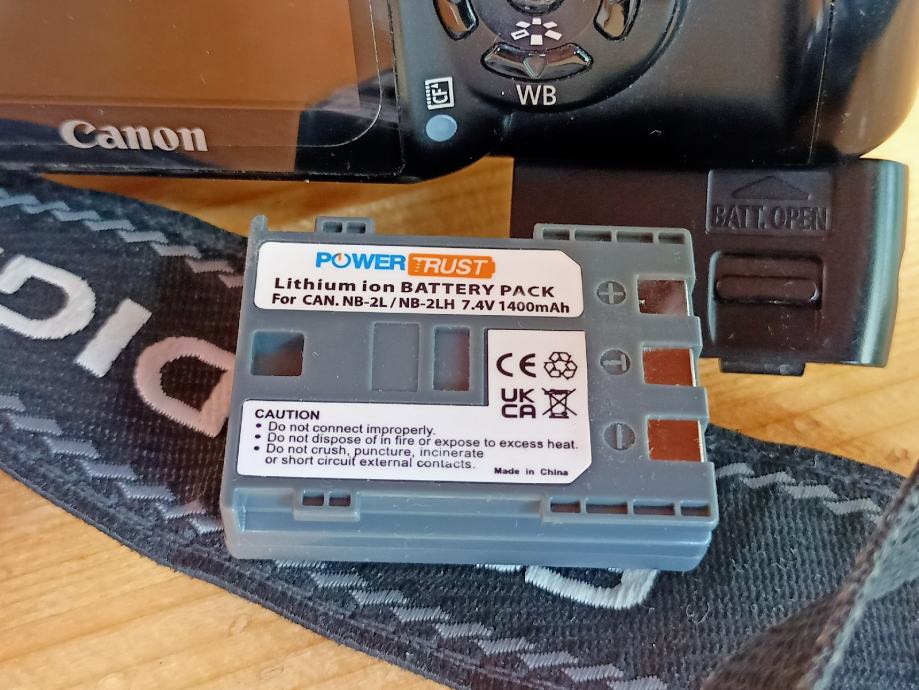 CF
WB
Canon
BATT. OPEN
POWER TRUST
Lithium ion BATTERY PACK
For CAN. NB-2L / NB-2LH 7.4V 1400mAh
+
T
−
CE
UK
CA
CAUTION
• Do not connect improperly.
• Do not dispose of in fire or expose to excess heat.
• Do not crush, puncture, incinerate
or short circuit external contacts.
Made in China
DIG